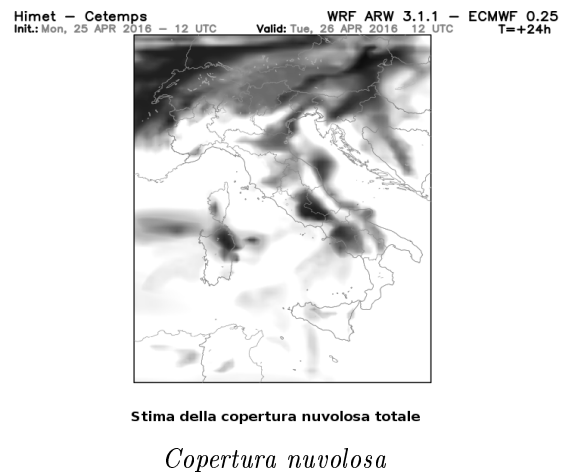 Himet – Cetemps WRF ARW 3.1.1 – ECMWF 0.25
Init.: Mon, 25 APR 2016 – 12 UTC Valid: Tue, 26 APR 2016 12 UTC T=+24h
Stima della copertura nuvolosa totale
Copertura nuvolosa